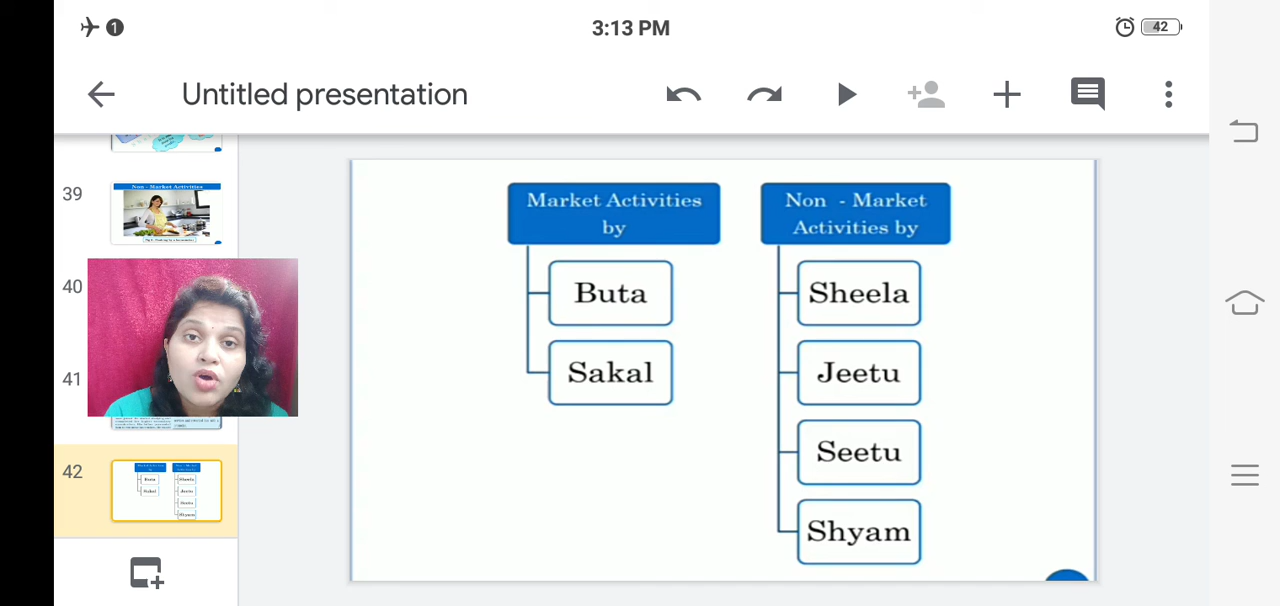 1
3:13 PM
42
Untitled presentation
39
Non - Market Activities
40
41
42
Market Activities
by
Buta
Sakal
Non - Market
Activities by
Sheela
Jeetu
Seetu
Shyam